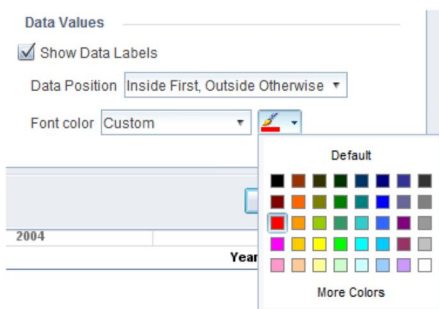 Data Values
Show Data Labels
Data Position Inside First, Outside Otherwise
Font color Custom
Default
2004
Year
More Colors